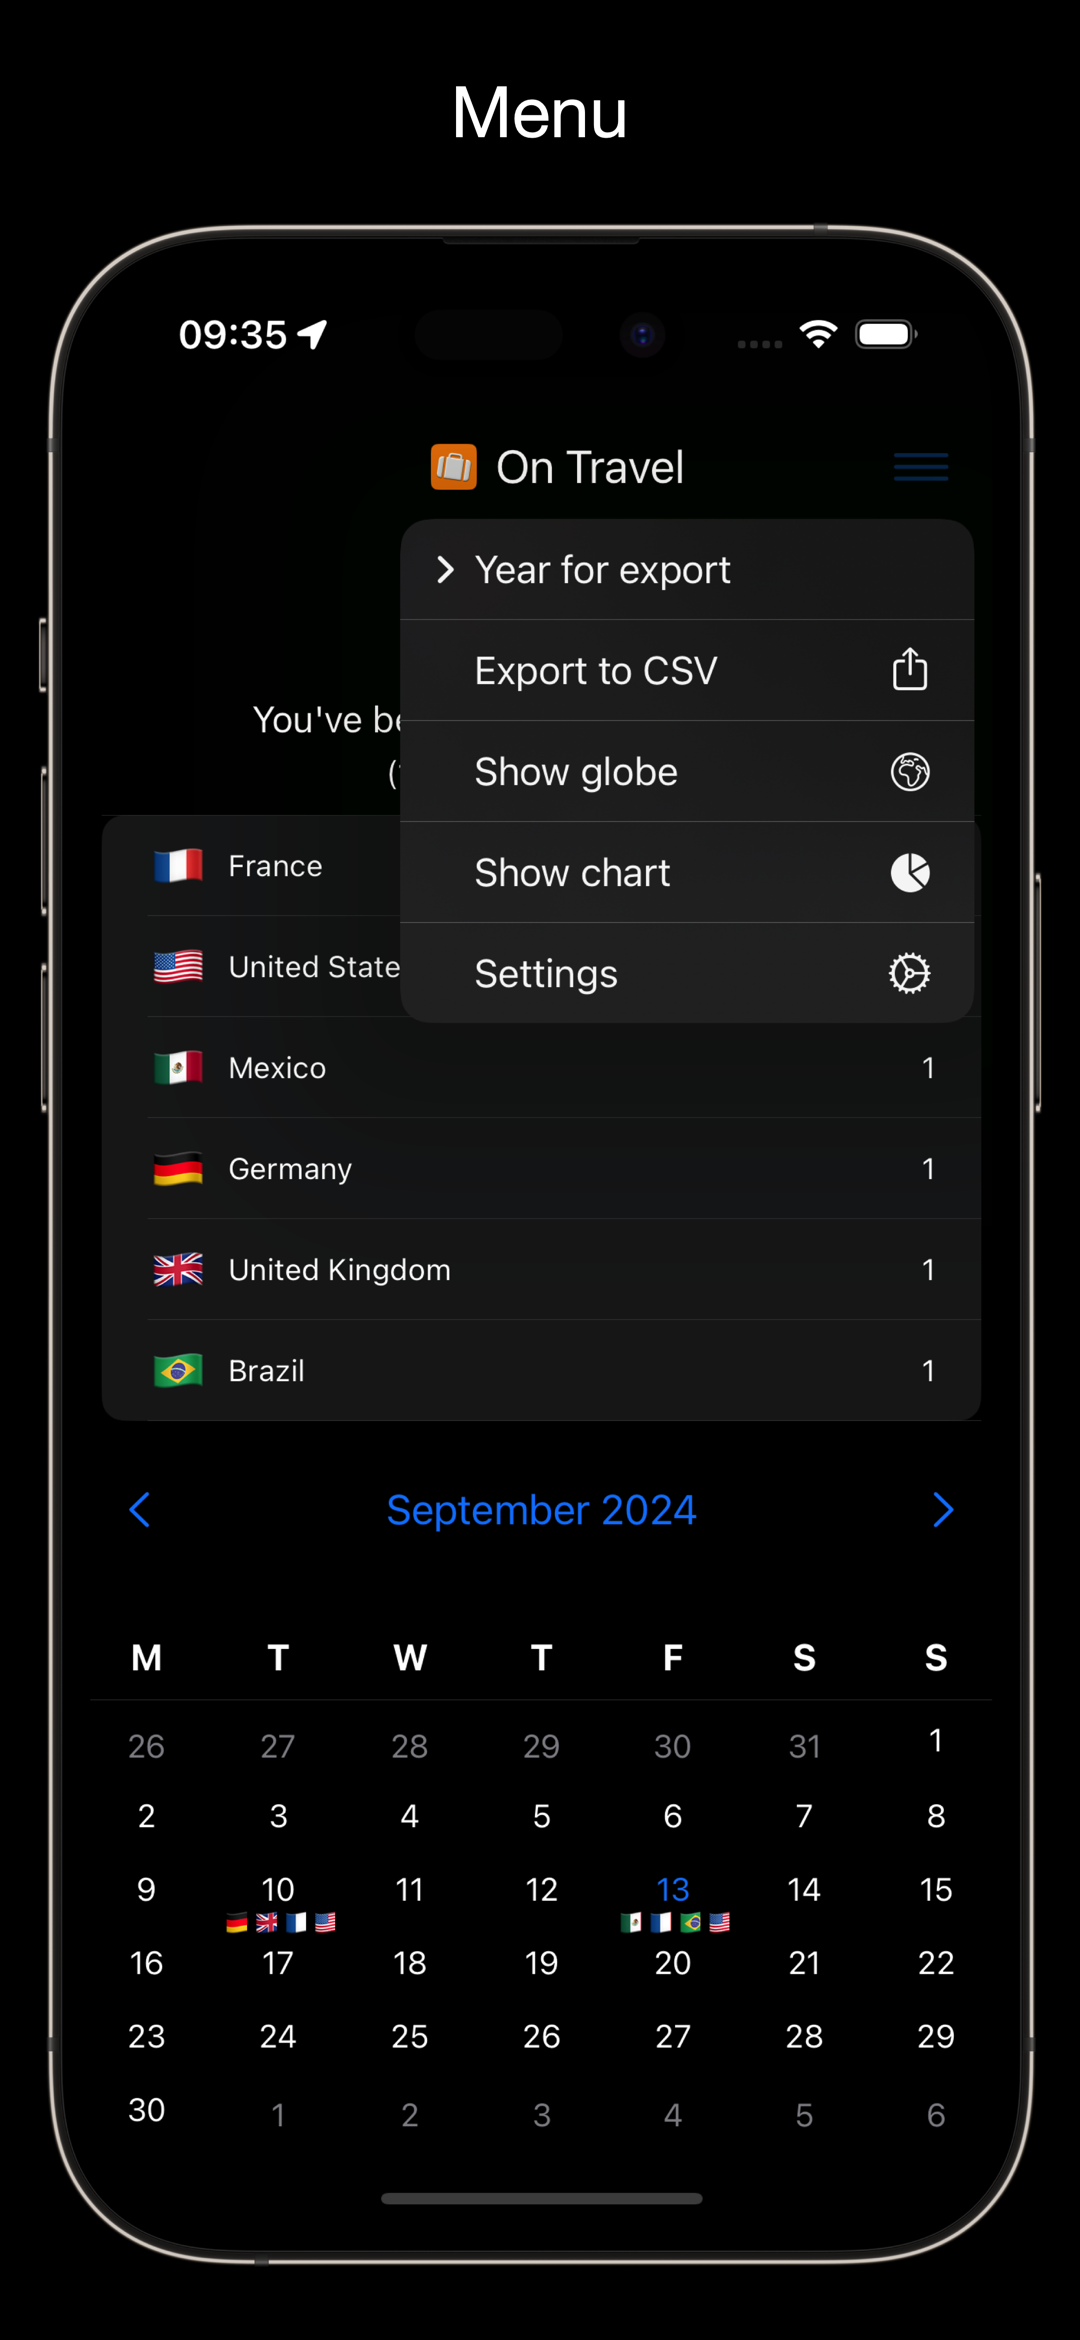 Menu
09:35
On Travel
Year for export
Export to CSV
You've
Show globe
Show chart
France
United
Settings
Mexico 1
Germany 1
United Kingdom 1
Brazil 1
September 2024
M T W T F S S
26 27 28 29 30 31 1
2 3 4 5 6 7 8
9 10 11 12 13 14 15
16 17 18 19 20 21 22
23 24 25 26 27 28 29
30 1 2 3 4 5 6